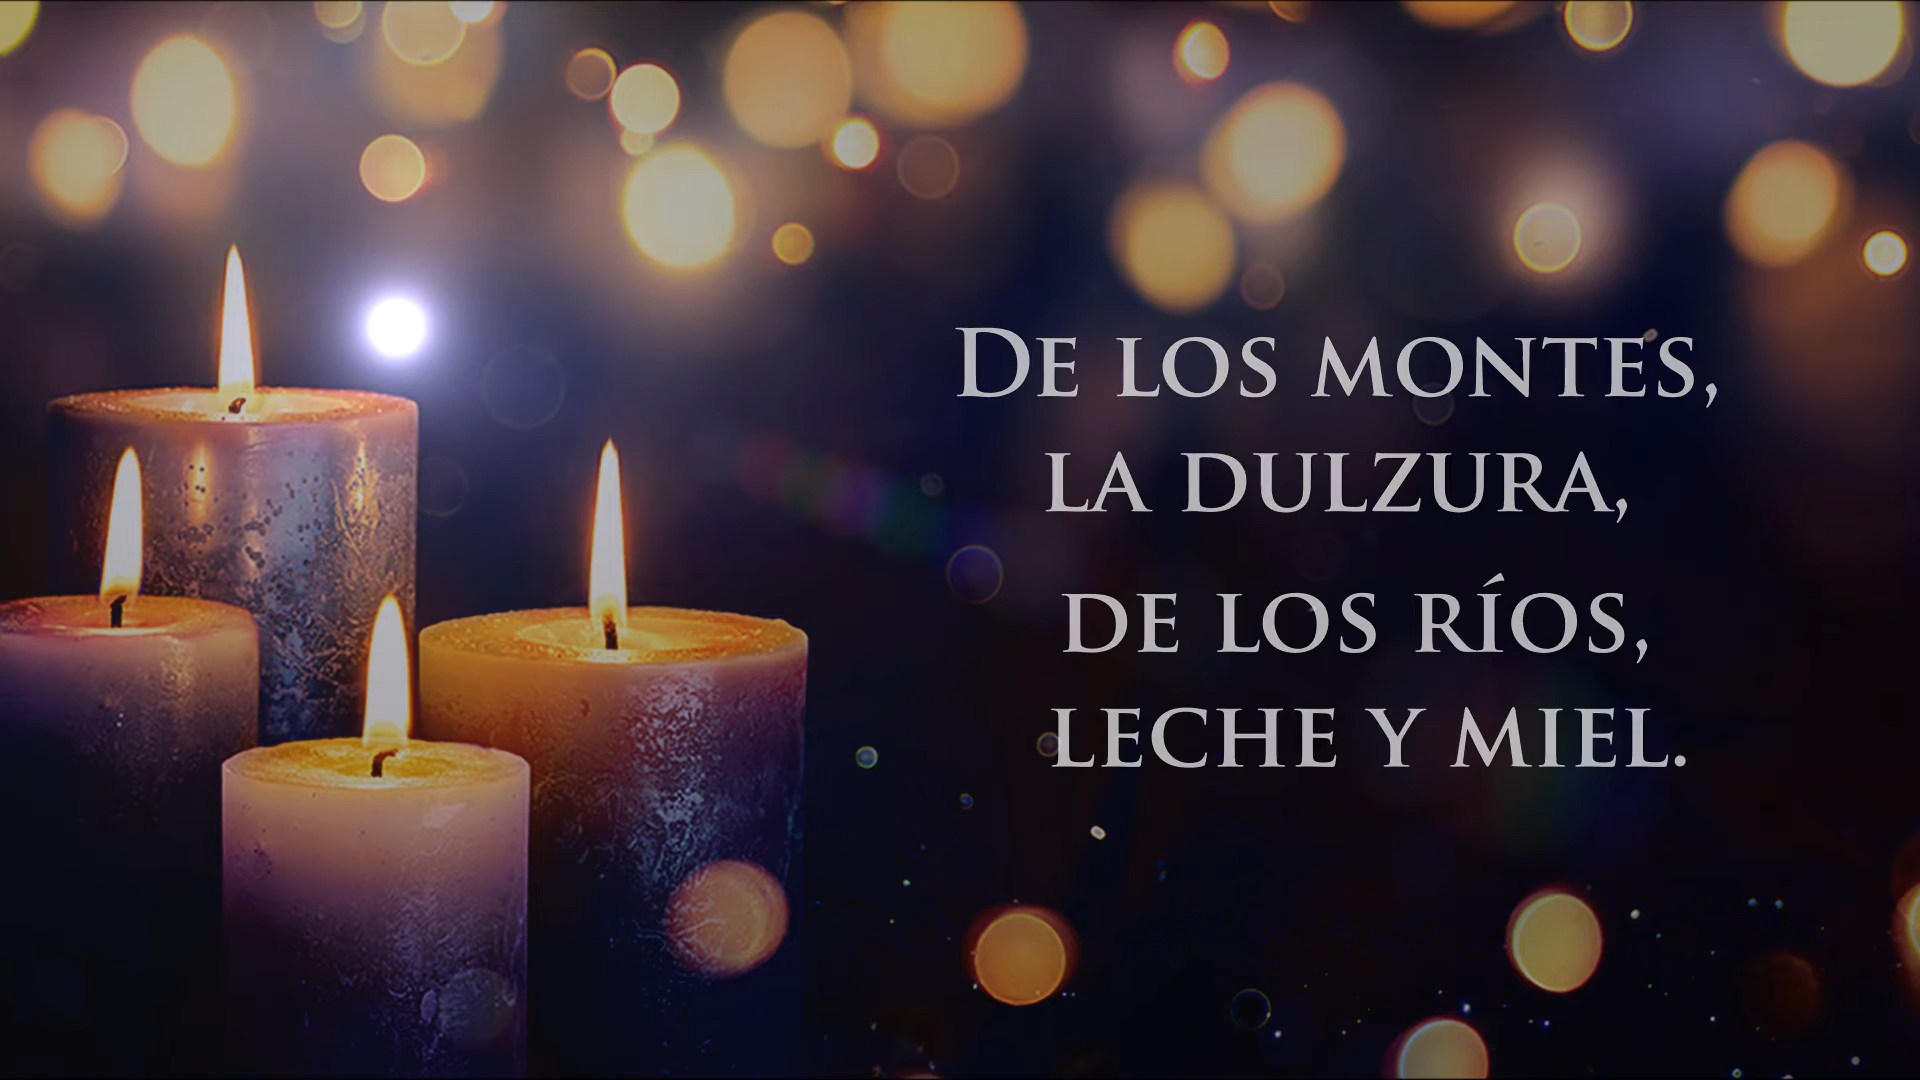 De los montes,
la dulzura,
de los ríos,
leche y miel.